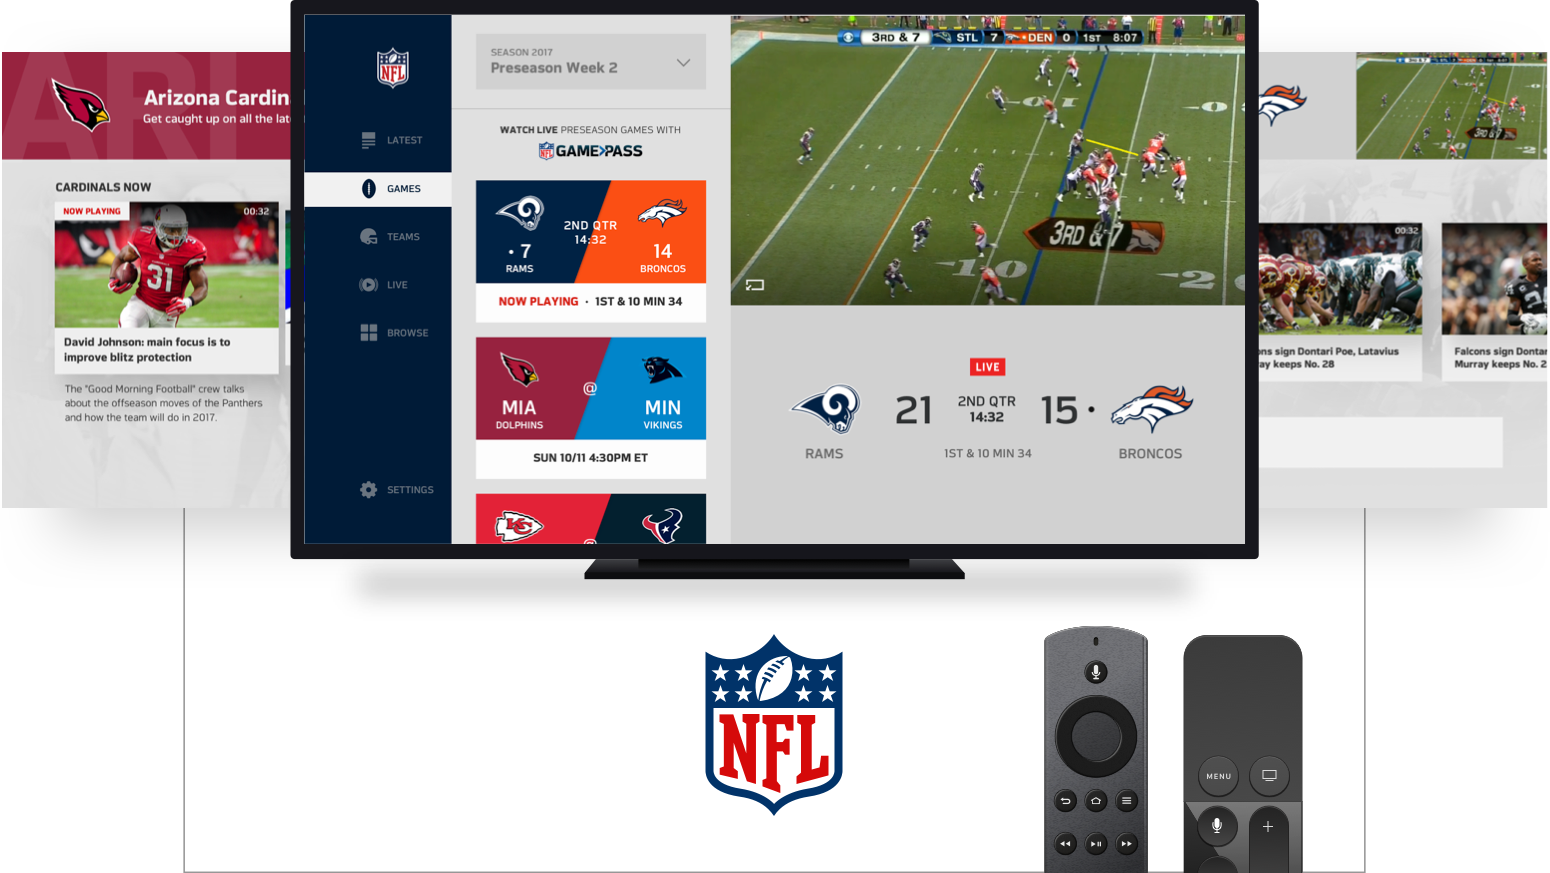 ARI
Arizona Cardin
Get caught up on all the late
CARDINALS NOW
NOW PLAYING
00:32
31
David Johnson: main focus is to
improve blitz protection
The "Good Morning Football" crew talks
about the offseason moves of the Panthers
and how the team will do in 2017.
NFL
LATEST
GAMES
TEAMS
LIVE
BROWSE
SETTINGS
SEASON 2017
Preseason Week 2
WATCH LIVE PRESEASON GAMES WITH
NFL GAMEPASS
2ND QTR
14:32
· 7
14
RAMS
BRONCOS
NOW PLAYING · 1ST & 10 MIN 34
@
MIA
MIN
DOLPHINS
VIKINGS
SUN 10/11 4:30PM ET
KC
@
3RD & 7 STL 7 DEN 0 1ST 8:07
3RD & 7
LIVE
21
2ND QTR
14:32
15 ·
RAMS
1ST & 10 MIN 34
BRONCOS
3RD & 7
00:32
ns sign Dontari Poe, Latavius
ay keeps No. 28
Falcons sign Dontar
Murray keeps No. 2
NFL
MENU